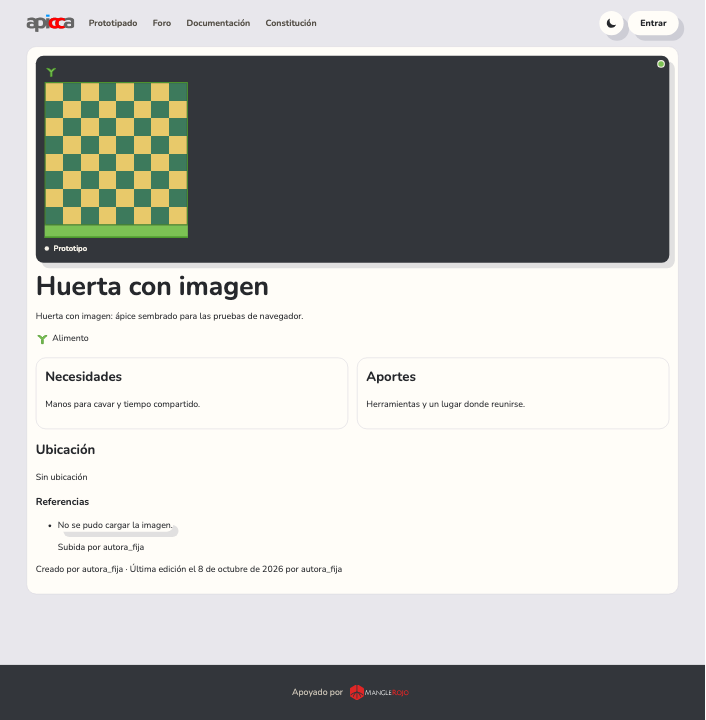 apicca
Prototipado
Foro
Documentación
Constitución
Entrar
Prototipo
Huerta con imagen
Huerta con imagen: ápice sembrado para las pruebas de navegador.
Alimento
Necesidades
Manos para cavar y tiempo compartido.
Aportes
Herramientas y un lugar donde reunirse.
Ubicación
Sin ubicación
Referencias
No se pudo cargar la imagen.
Subida por autora_fija
Creado por autora_fija · Última edición el 8 de octubre de 2026 por autora_fija
Apoyado por
MANGLEROJO